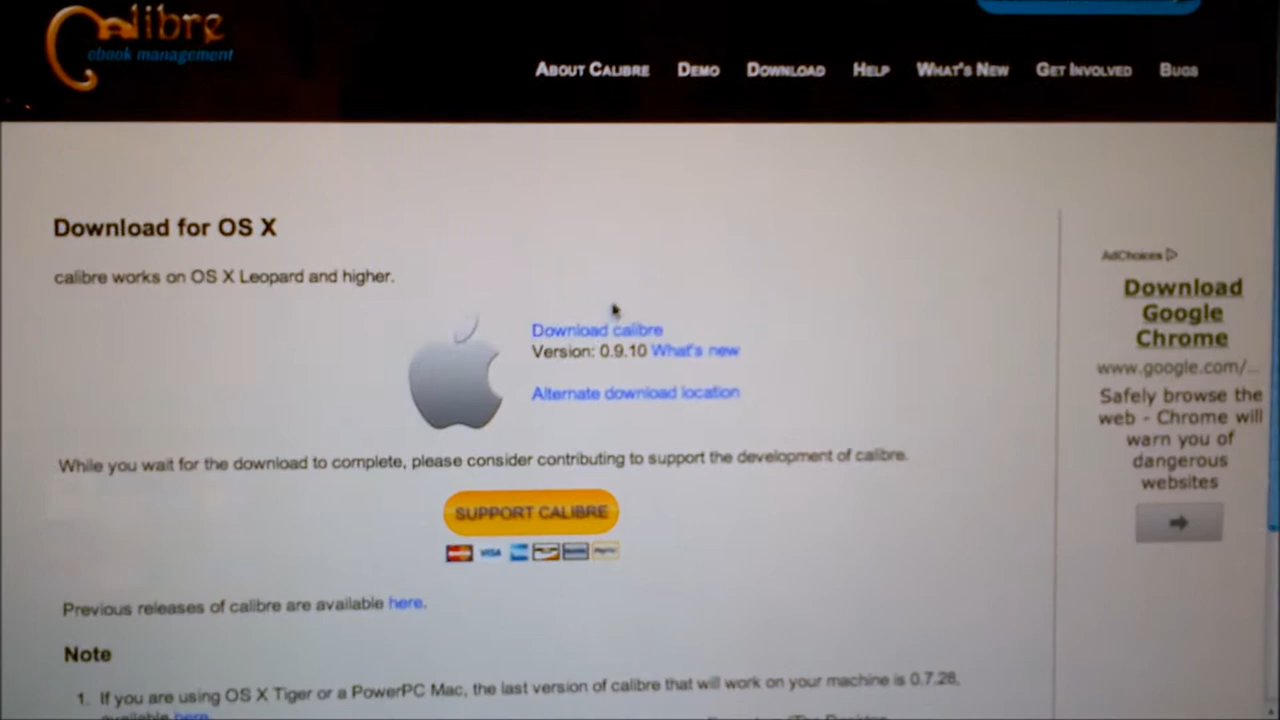 Calibre
ebook management
ABOUT CALIBRE DEMO DOWNLOAD HELP WHAT'S NEW GET INVOLVED BUGS
Download for OS X
calibre works on OS X Leopard and higher.
Download calibre
Version: 0.9.10 What's new
Alternate download location
While you wait for the download to complete, please consider contributing to support the development of calibre.
SUPPORT CALIBRE
VISA
Previous releases of calibre are available here.
Note
1. If you are using OS X Tiger or a PowerPC Mac, the last version of calibre that will work on your machine is 0.7.28,
available here.
AdChoices
Download
Google
Chrome
www.google.com/...
Safely browse the
web - Chrome will
warn you of
dangerous
websites